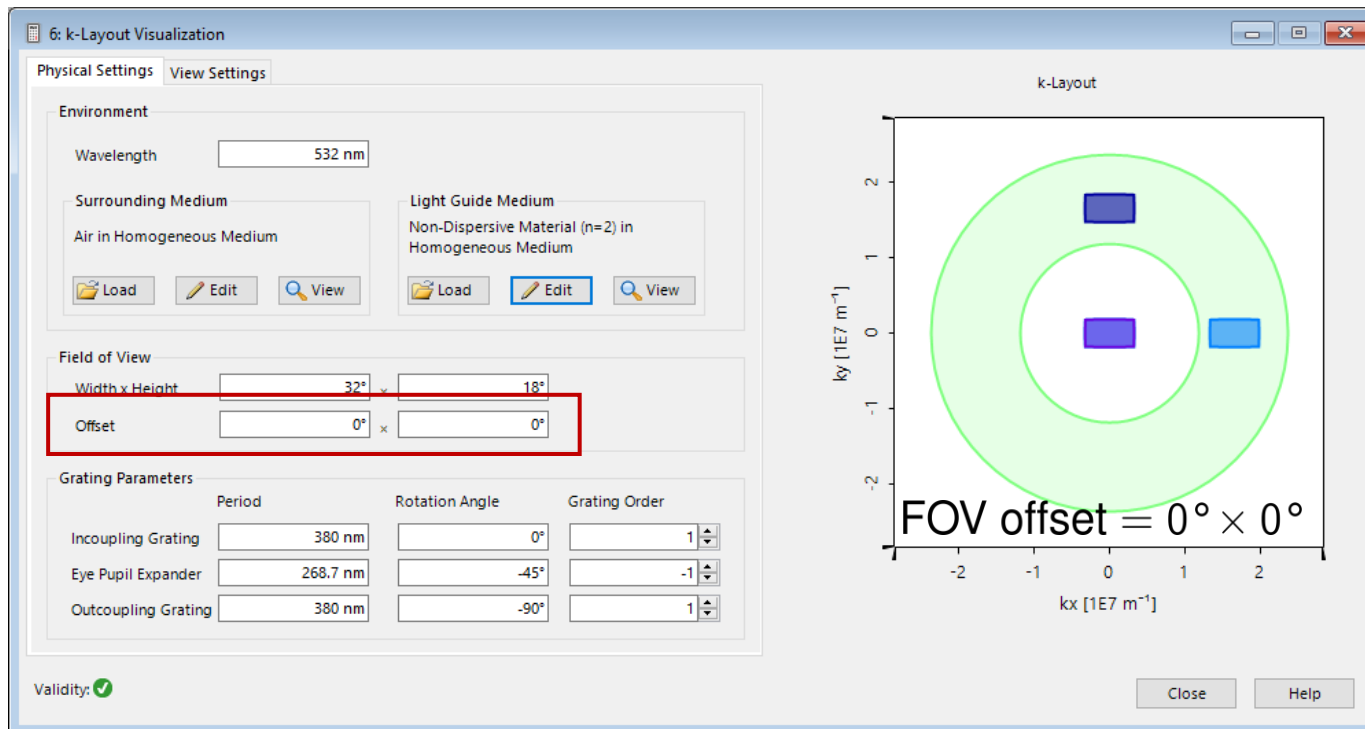 6: k-Layout Visualization
Physical Settings View Settings
Environment
Wavelength 532 nm
Surrounding Medium
Air in Homogeneous Medium
Load Edit View
Light Guide Medium
Non-Dispersive Material (n=2) in
Homogeneous Medium
Load Edit View
Field of View
Width x Height 32° × 18°
Offset 0° × 0°
Grating Parameters
Period Rotation Angle Grating Order
Incoupling Grating 380 nm 0° 1
Eye Pupil Expander 268.7 nm -45° -1
Outcoupling Grating 380 nm -90° 1
Validity:
k-Layout
ky [1E7 m⁻¹]
2
1
0
-1
-2
FOV offset = 0° × 0°
-2 -1 0 1 2
kx [1E7 m⁻¹]
Close Help